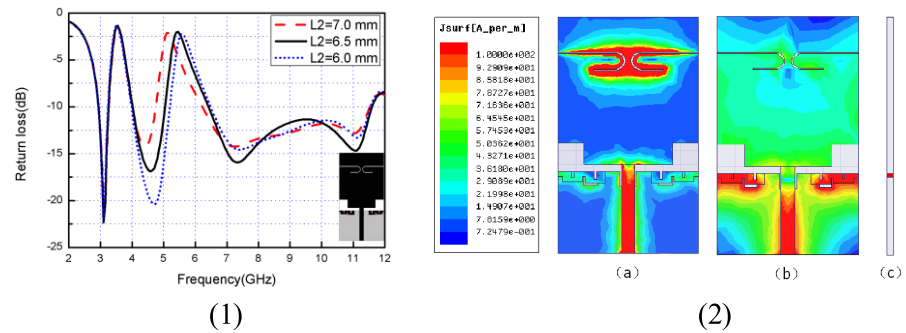 L2=7.0 mm
L2=6.5 mm
L2=6.0 mm
0
-5
-10
-15
-20
-25
Return loss(dB)
2 3 4 5 6 7 8 9 10 11 12
Frequency(GHz)
(1)
Jsurf[A_per_m]
1.0000e+002
9.2909e+001
8.5818e+001
7.8727e+001
7.1636e+001
6.4545e+001
5.7453e+001
5.0362e+001
4.3271e+001
3.6180e+001
2.9089e+001
2.1998e+001
1.4907e+001
7.8159e+000
7.2479e-001
(a)
(b)
(c)
(2)